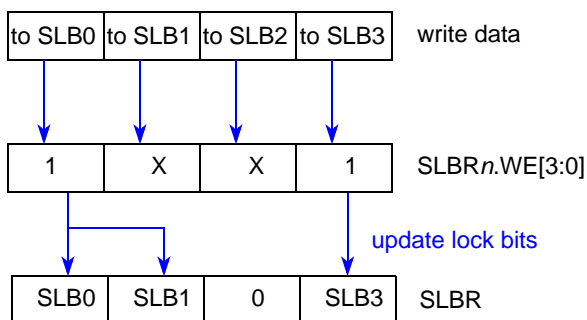 to SLB0 to SLB1 to SLB2 to SLB3 write data
1 X X 1 SLBRn.WE[3:0]
update lock bits
SLB0 SLB1 0 SLB3 SLBR